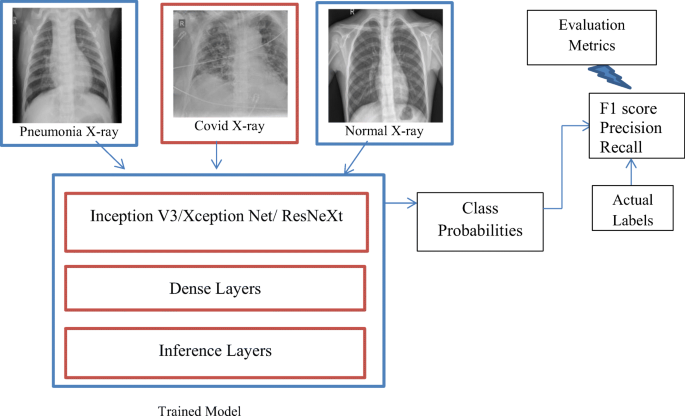 Pneumonia X-ray
Covid X-ray
Normal X-ray
Evaluation
Metrics
F1 score
Precision
Recall
Actual
Labels
Class
Probabilities
Inception V3/Xception Net/ ResNeXt
Dense Layers
Inference Layers
Trained Model